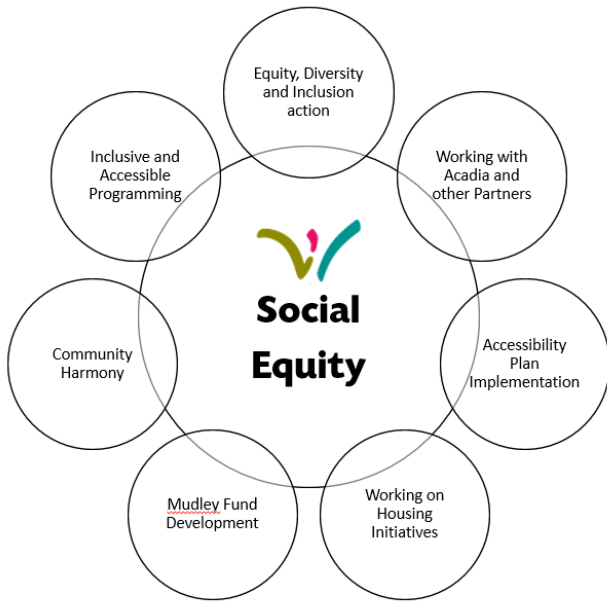 Equity, Diversity
and Inclusion
action
Inclusive and
Accessible
Programming
Working with
Acadia and
other Partners
Social
Equity
Community
Harmony
Accessibility
Plan
Implementation
Mudley Fund
Development
Working on
Housing
Initiatives